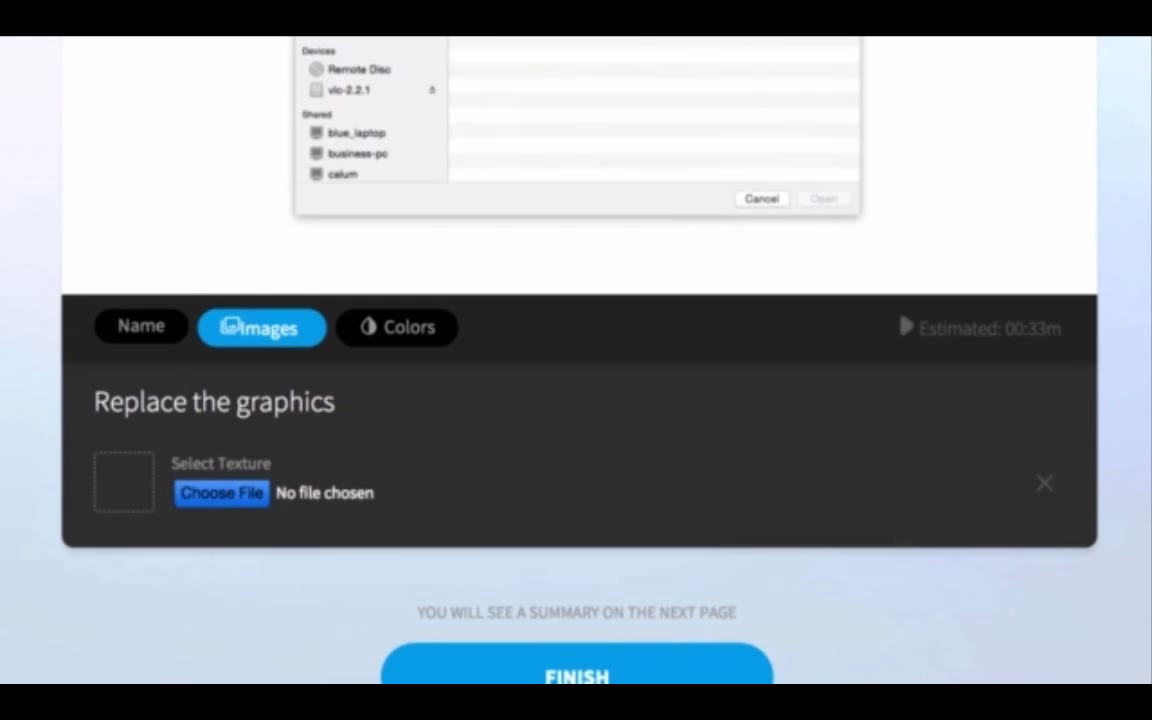 Devices
Remote Disc
vlc-2.2.1
Shared
blue_laptop
business-pc
calum
Cancel Open
Name Images Colors Estimated: 00:33m
Replace the graphics
Select Texture
Choose File No file chosen
YOU WILL SEE A SUMMARY ON THE NEXT PAGE
FINISH